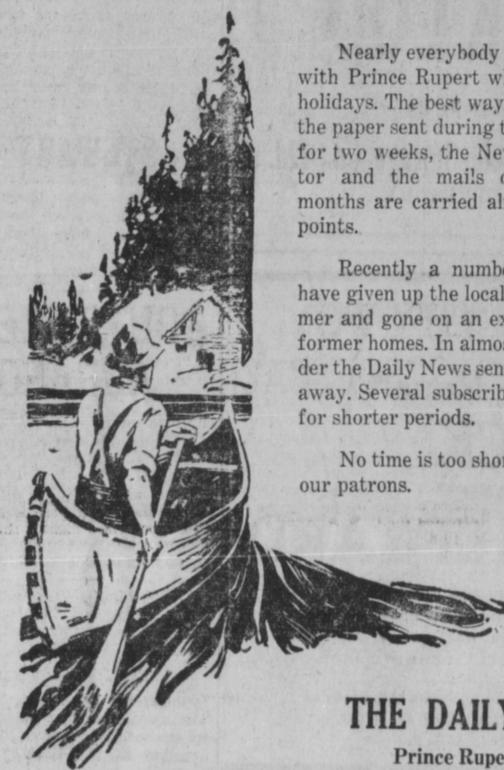 Nearly everybody
with Prince Rupert w
holidays. The best way
the paper sent during t
for two weeks, the Ne
tor and the mails
months are carried al
points.
Recently a numb
have given up the local
mer and gone on an ex
former homes. In almo
der the Daily News sen
away. Several subscrib
for shorter periods.
No time is too shor
our patrons.
THE DAILY
Prince Rupe